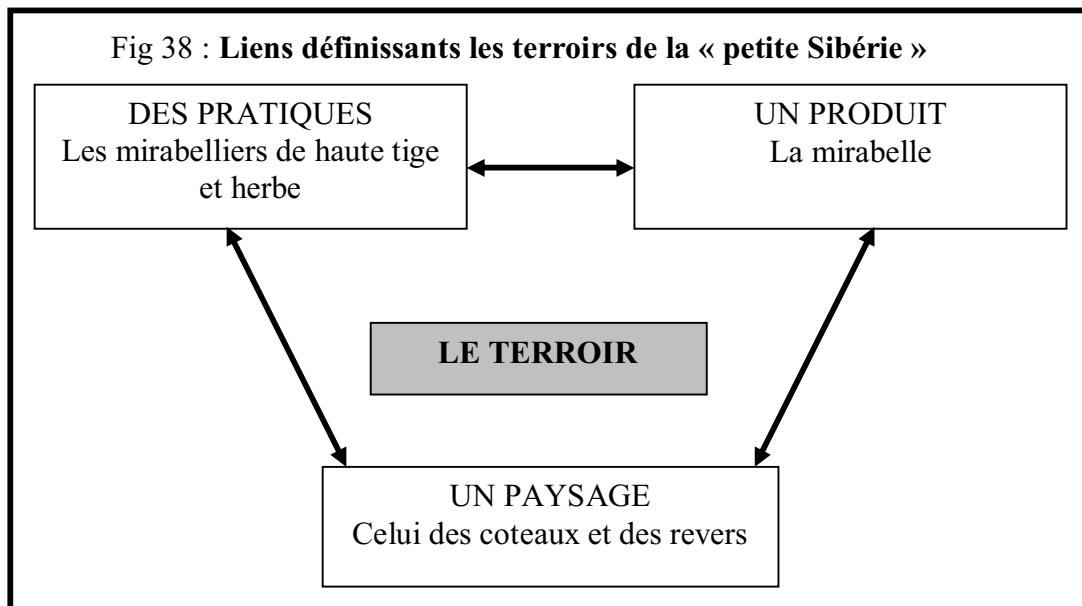 Fig 38 : Liens définissants les terroirs de la « petite Sibérie »
DES PRATIQUES
Les mirabelliers de haute tige
et herbe
UN PRODUIT
La mirabelle
LE TERROIR
UN PAYSAGE
Celui des coteaux et des revers